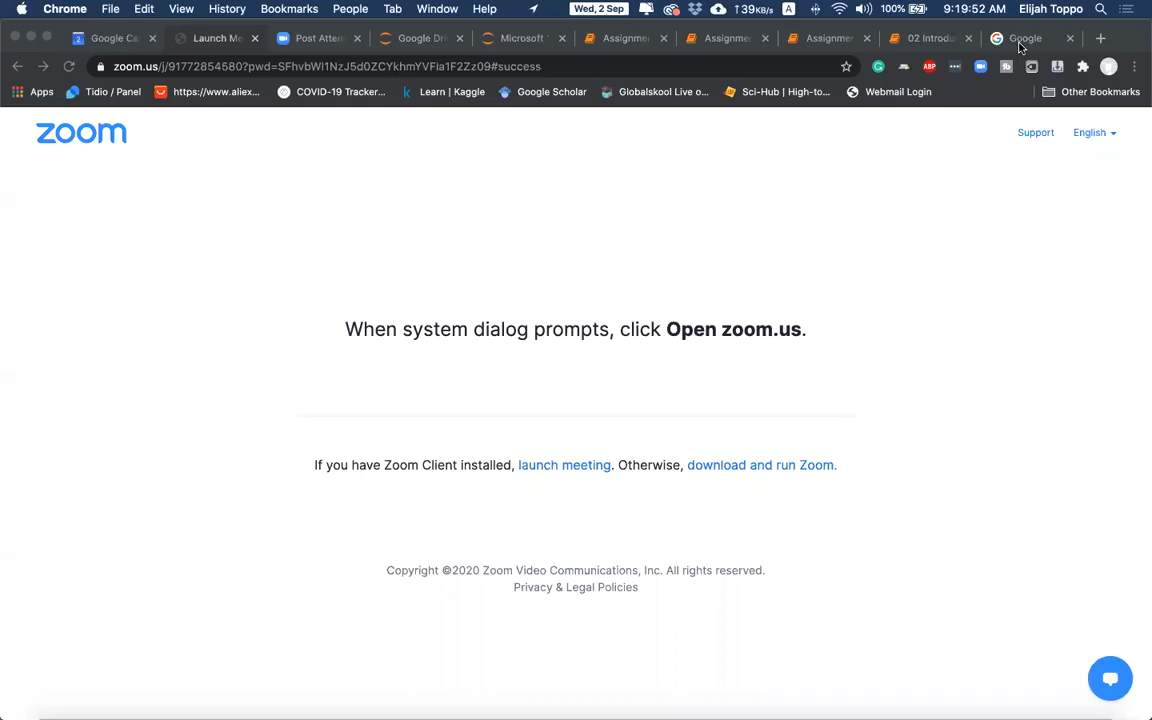 Chrome File Edit View History Bookmarks People Tab Window Help Wed, 2 Sep ↑39KB/s A 100% 9:19:52 AM Elijah Toppo
Google Ca Launch Me Post Atten Google Dri Microsoft Assignme Assignme Assignme 02 Introdu Google
zoom.us/j/91772854580?pwd=SFhvbWl1NzJ5d0ZCYkhmYVFia1F2Zz09#success ABP
Apps Tidio / Panel https://www.aliex... COVID-19 Tracker... Learn | Kaggle Google Scholar Globalskool Live o... Sci-Hub | High-to... Webmail Login Other Bookmarks
zoom Support English
When system dialog prompts, click Open zoom.us.
If you have Zoom Client installed, launch meeting. Otherwise, download and run Zoom.
Copyright ©2020 Zoom Video Communications, Inc. All rights reserved.
Privacy & Legal Policies